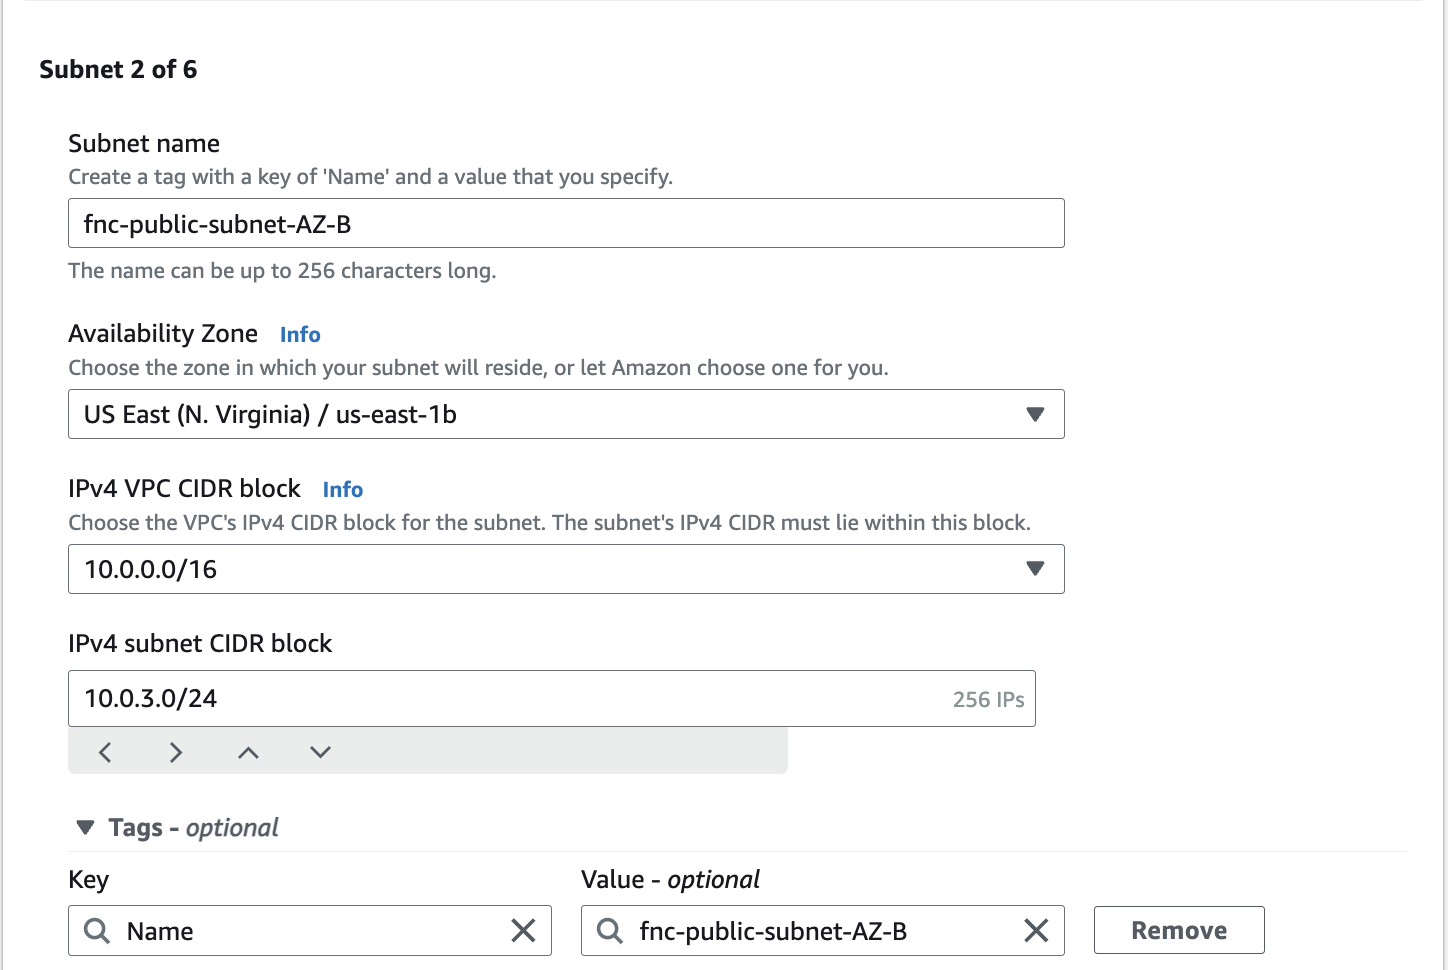 Subnet 2 of 6
Subnet name
Create a tag with a key of 'Name' and a value that you specify.
fnc-public-subnet-AZ-B
The name can be up to 256 characters long.
Availability Zone Info
Choose the zone in which your subnet will reside, or let Amazon choose one for you.
US East (N. Virginia) / us-east-1b
IPv4 VPC CIDR block Info
Choose the VPC's IPv4 CIDR block for the subnet. The subnet's IPv4 CIDR must lie within this block.
10.0.0.0/16
IPv4 subnet CIDR block
10.0.3.0/24 256 IPs
Tags - optional
Key Value - optional
Name fnc-public-subnet-AZ-B Remove